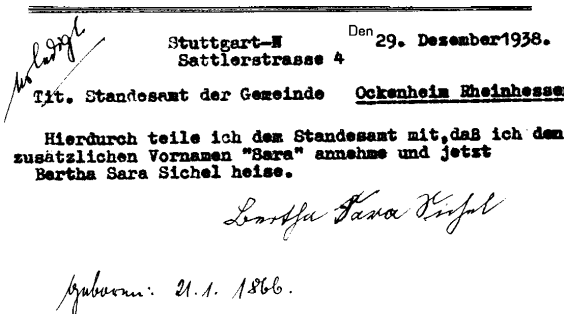 erledigt
Stuttgart-N Den 29. Dezember 1938.
Sattlerstrasse 4
Tit. Standesamt der Gemeinde Ockenheim Rheinhessen
Hierdurch teile ich dem Standesamt mit, daß ich den
zusätzlichen Vornamen "Sara" annehme und jetzt
Bertha Sara Sichel heise.
Bertha Sara Sichel
geboren: 21.1. 1866.